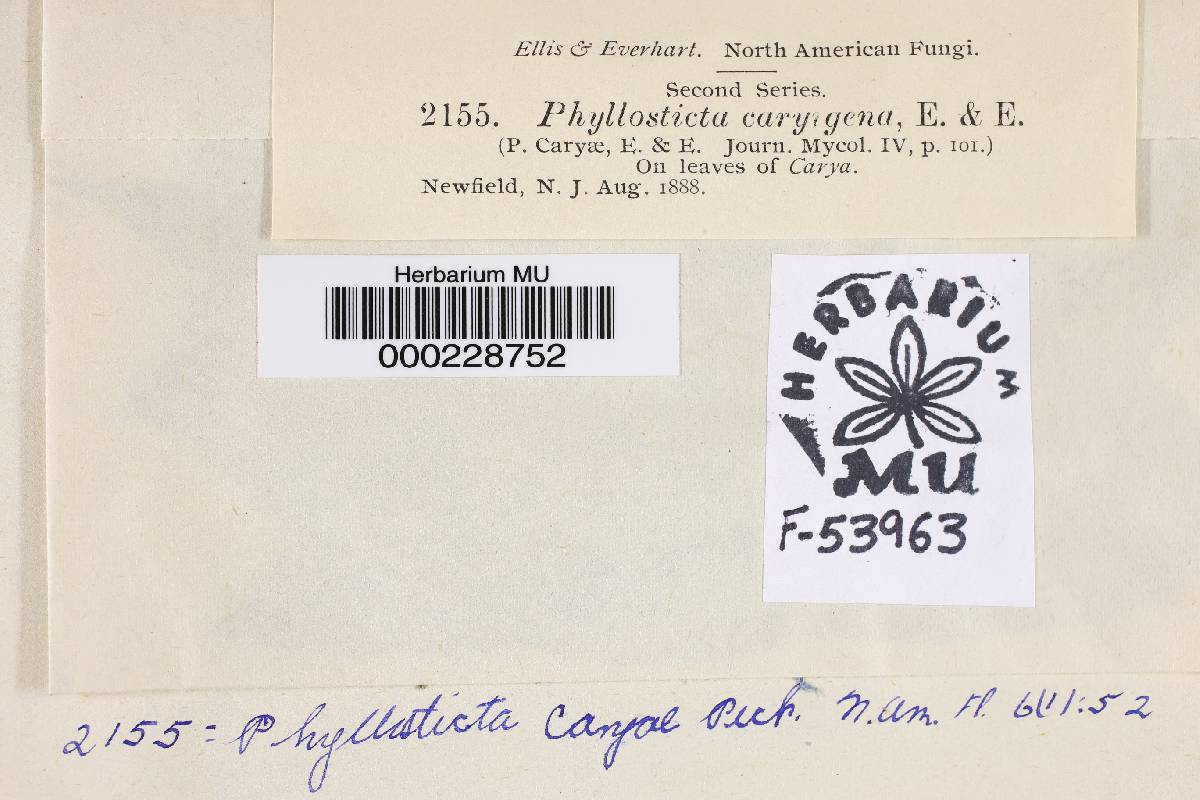 Ellis & Everhart. North American Fungi.
Second Series.
2155. Phyllosticta caryigena, E. & E.
(P. Caryæ, E. & E. Journ. Mycol. IV, p. 101.)
On leaves of Carya.
Newfield, N. J. Aug. 1888.
Herbarium MU
000228752
HERBARIUM
MU
F-53963
2155 = Phyllosticta Caryae Peck. N. Am. Fl. 6(1):52